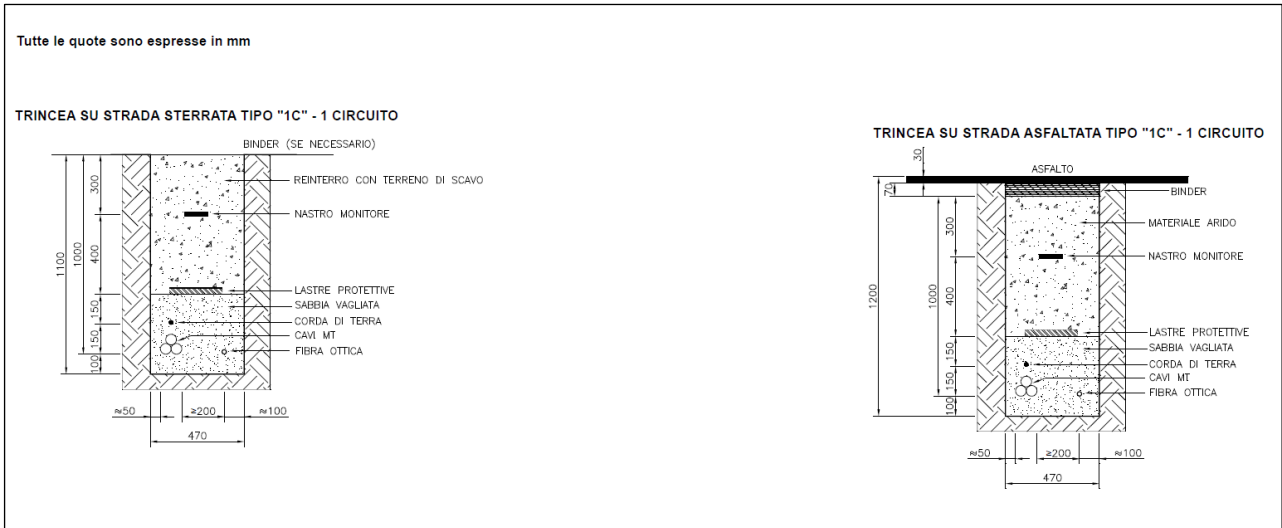 Tutte le quote sono espresse in mm
TRINCEA SU STRADA STERRATA TIPO "1C" - 1 CIRCUITO
BINDER (SE NECESSARIO)
REINTERRO CON TERRENO DI SCAVO
NASTRO MONITORE
LASTRE PROTETTIVE
SABBIA VAGLIATA
CORDA DI TERRA
CAVI MT
FIBRA OTTICA
1100
1000
300
400
150
150
100
≈50
≥200
≈100
470
TRINCEA SU STRADA ASFALTATA TIPO "1C" - 1 CIRCUITO
30
ASFALTO
70
BINDER
MATERIALE ARIDO
NASTRO MONITORE
LASTRE PROTETTIVE
SABBIA VAGLIATA
CORDA DI TERRA
CAVI MT
FIBRA OTTICA
1200
1000
300
400
150
150
100
≈50
≥200
≈100
470